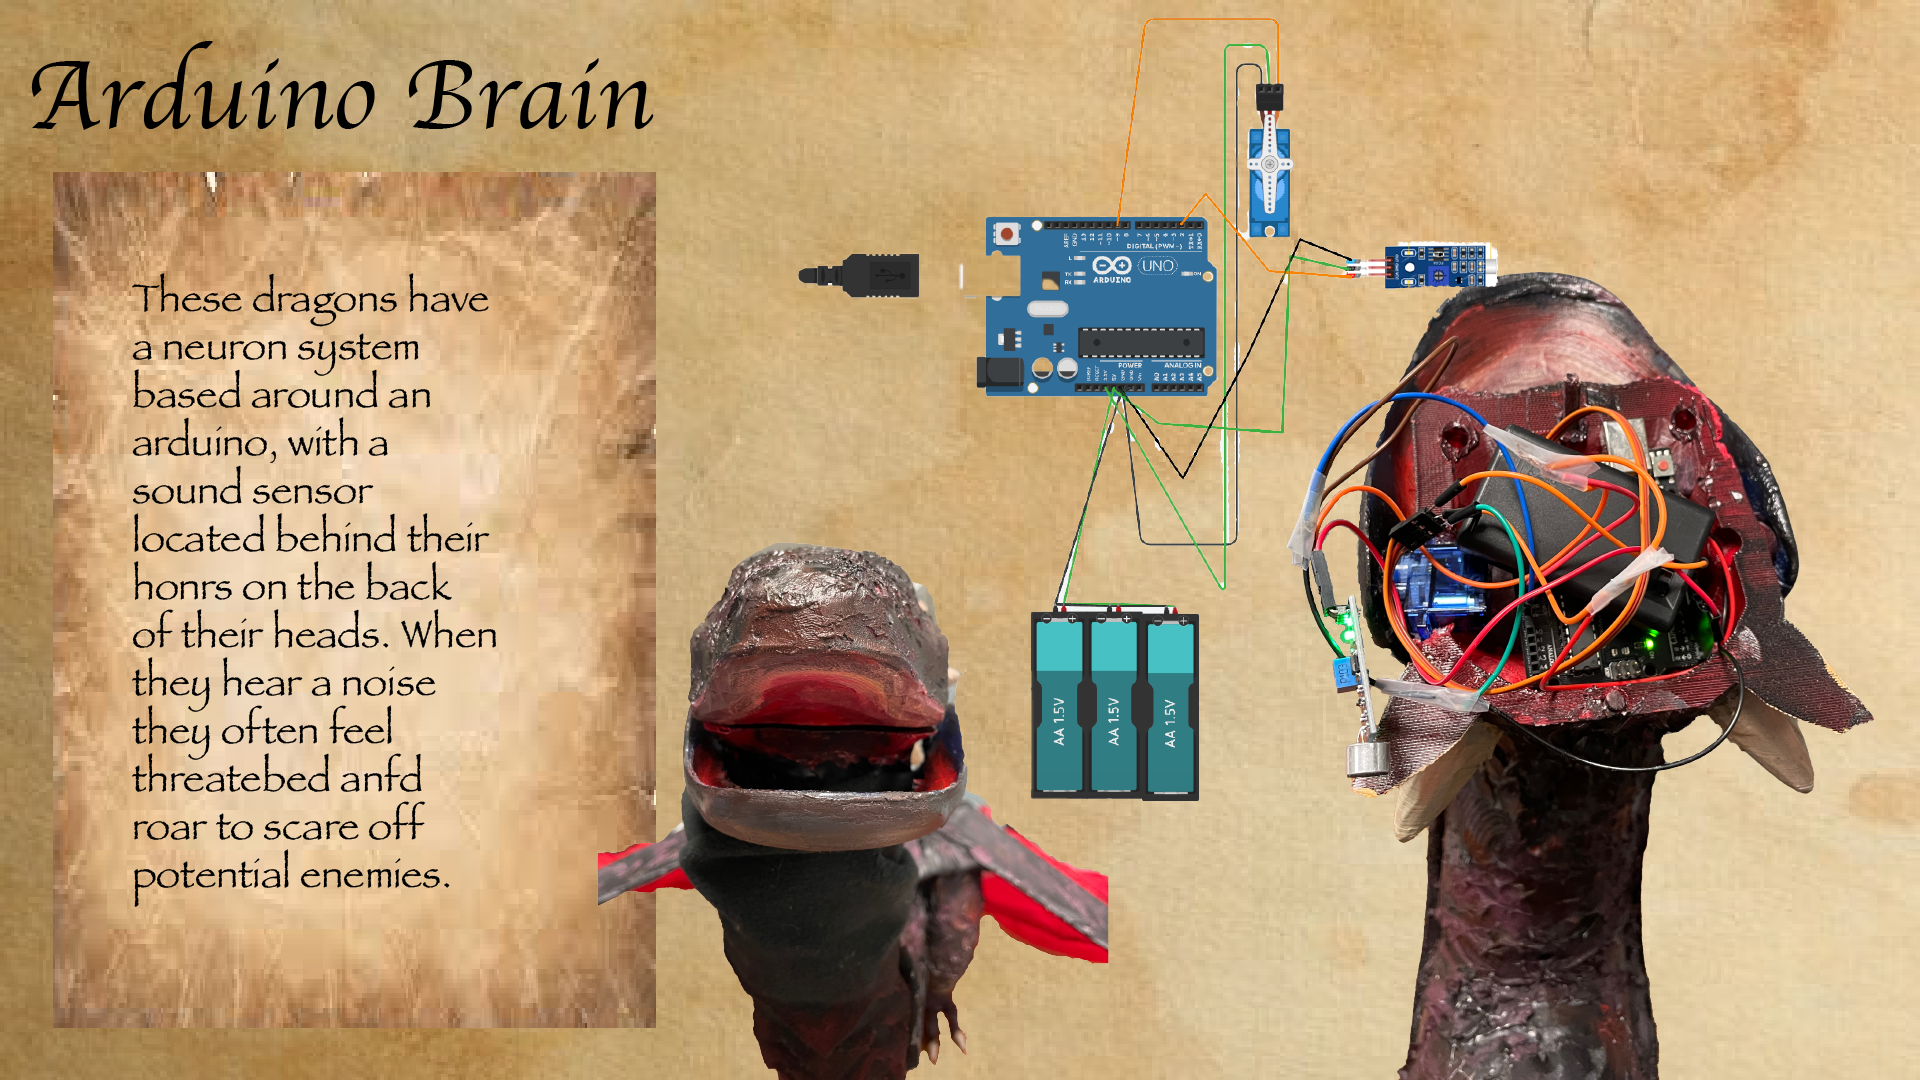 Arduino Brain
These dragons have
a neuron system
based around an
arduino, with a
sound sensor
located behind their
honrs on the back
of their heads. When
they hear a noise
they often feel
threatebed anfd
roar to scare off
potential enemies.
DIGITAL (PWM~)
UNO
ARDUINO
POWER
ANALOG IN
AA 1.5V
AA 1.5V
AA 1.5V